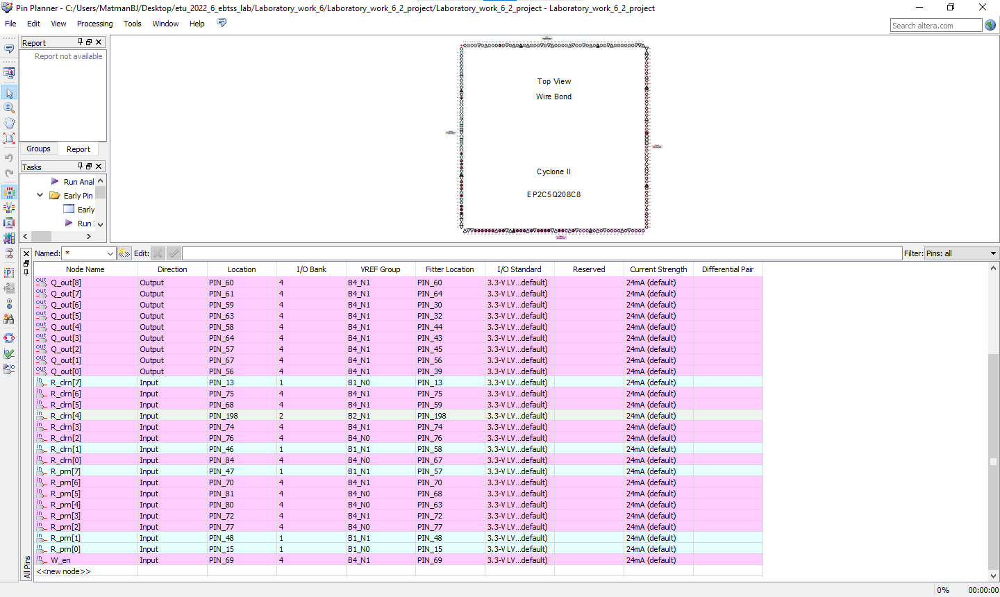 Pin Planner - C:/Users/MatmanBJ/Desktop/etu_2022_6_ebtss_lab/Laboratory_work_6/Laboratory_work_6_2_project/Laboratory_work_6_2_project - Laboratory_work_6_2_project
File Edit View Processing Tools Window Help
Search altera.com
Report
Report not available
Groups Report
Tasks
Run Anal
Early Pin
Early
Run I
Top View
Wire Bond
Cyclone II
EP2C5Q208C8
Named: * Edit: Filter: Pins: all
Node Name Direction Location I/O Bank VREF Group Fitter Location I/O Standard Reserved Current Strength Differential Pair
out Q_out[8] Output PIN_60 4 B4_N1 PIN_60 3.3-V LV...default) 24mA (default)
out Q_out[7] Output PIN_61 4 B4_N1 PIN_64 3.3-V LV...default) 24mA (default)
out Q_out[6] Output PIN_59 4 B4_N1 PIN_30 3.3-V LV...default) 24mA (default)
out Q_out[5] Output PIN_63 4 B4_N1 PIN_32 3.3-V LV...default) 24mA (default)
out Q_out[4] Output PIN_58 4 B4_N1 PIN_44 3.3-V LV...default) 24mA (default)
out Q_out[3] Output PIN_64 4 B4_N1 PIN_43 3.3-V LV...default) 24mA (default)
out Q_out[2] Output PIN_57 4 B4_N1 PIN_45 3.3-V LV...default) 24mA (default)
out Q_out[1] Output PIN_67 4 B4_N1 PIN_56 3.3-V LV...default) 24mA (default)
out Q_out[0] Output PIN_56 4 B4_N1 PIN_39 3.3-V LV...default) 24mA (default)
in R_clrn[7] Input PIN_13 1 B1_N0 PIN_13 3.3-V LV...default) 24mA (default)
in R_clrn[6] Input PIN_75 4 B4_N1 PIN_75 3.3-V LV...default) 24mA (default)
in R_clrn[5] Input PIN_68 4 B4_N1 PIN_59 3.3-V LV...default) 24mA (default)
in R_clrn[4] Input PIN_198 2 B2_N1 PIN_198 3.3-V LV...default) 24mA (default)
in R_clrn[3] Input PIN_74 4 B4_N1 PIN_74 3.3-V LV...default) 24mA (default)
in R_clrn[2] Input PIN_76 4 B4_N0 PIN_76 3.3-V LV...default) 24mA (default)
in R_clrn[1] Input PIN_46 1 B1_N1 PIN_58 3.3-V LV...default) 24mA (default)
in R_clrn[0] Input PIN_84 4 B4_N0 PIN_67 3.3-V LV...default) 24mA (default)
in R_prn[7] Input PIN_47 1 B1_N1 PIN_57 3.3-V LV...default) 24mA (default)
in R_prn[6] Input PIN_70 4 B4_N1 PIN_70 3.3-V LV...default) 24mA (default)
in R_prn[5] Input PIN_81 4 B4_N0 PIN_68 3.3-V LV...default) 24mA (default)
in R_prn[4] Input PIN_80 4 B4_N0 PIN_63 3.3-V LV...default) 24mA (default)
in R_prn[3] Input PIN_72 4 B4_N1 PIN_72 3.3-V LV...default) 24mA (default)
in R_prn[2] Input PIN_77 4 B4_N0 PIN_77 3.3-V LV...default) 24mA (default)
in R_prn[1] Input PIN_48 1 B1_N1 PIN_48 3.3-V LV...default) 24mA (default)
in R_prn[0] Input PIN_15 1 B1_N0 PIN_15 3.3-V LV...default) 24mA (default)
in W_en Input PIN_69 4 B4_N1 PIN_69 3.3-V LV...default) 24mA (default)
<<new node>>
All Pins
0% 00:00:00